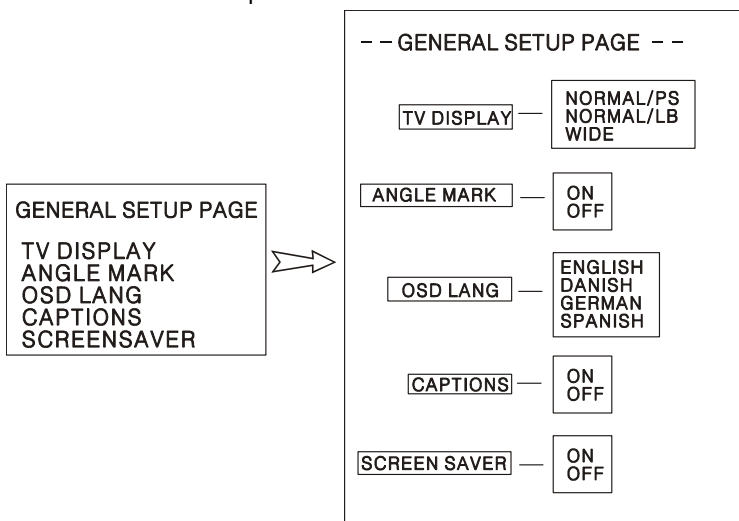 GENERAL SETUP PAGE
TV DISPLAY
ANGLE MARK
OSD LANG
CAPTIONS
SCREENSAVER
– – GENERAL SETUP PAGE – –
TV DISPLAY
NORMAL/PS
NORMAL/LB
WIDE
ANGLE MARK
ON
OFF
OSD LANG
ENGLISH
DANISH
GERMAN
SPANISH
CAPTIONS
ON
OFF
SCREEN SAVER
ON
OFF